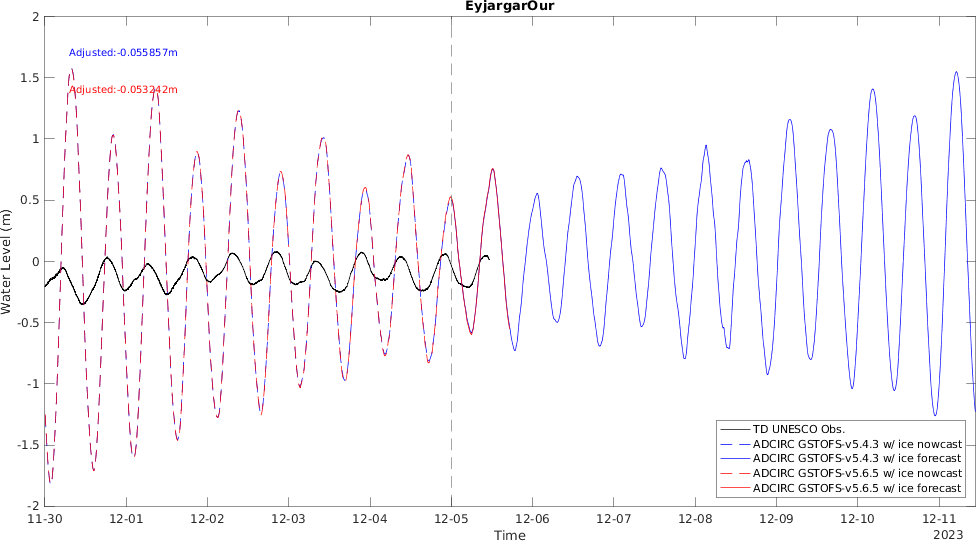 EyjargarOur
2
1.5
1
0.5
0
-0.5
-1
-1.5
-2
Water Level (m)
Adjusted:-0.055857m
Adjusted:-0.053242m
TD UNESCO Obs.
ADCIRC GSTOFS-v5.4.3 w/ ice nowcast
ADCIRC GSTOFS-v5.4.3 w/ ice forecast
ADCIRC GSTOFS-v5.6.5 w/ ice nowcast
ADCIRC GSTOFS-v5.6.5 w/ ice forecast
11-30 12-01 12-02 12-03 12-04 12-05 12-06 12-07 12-08 12-09 12-10 12-11
Time
2023